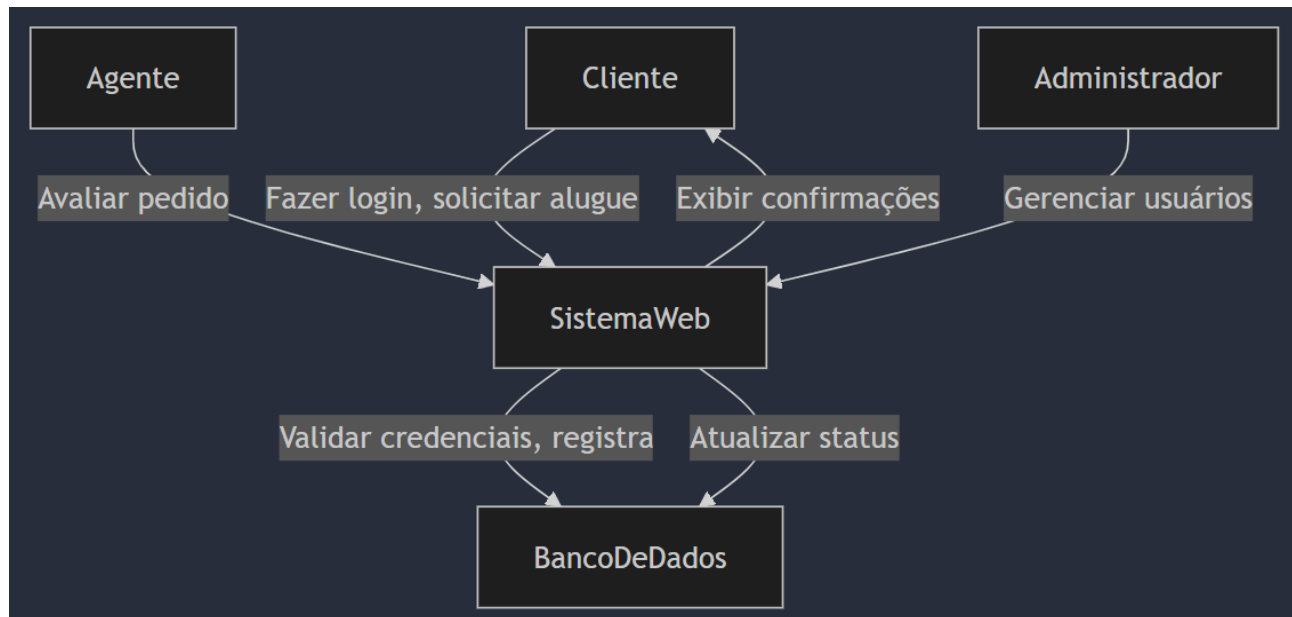 Agente
Cliente
Administrador
Avaliar pedido
Fazer login, solicitar alugue
Exibir confirmações
Gerenciar usuários
SistemaWeb
Validar credenciais, registra
Atualizar status
BancoDeDados